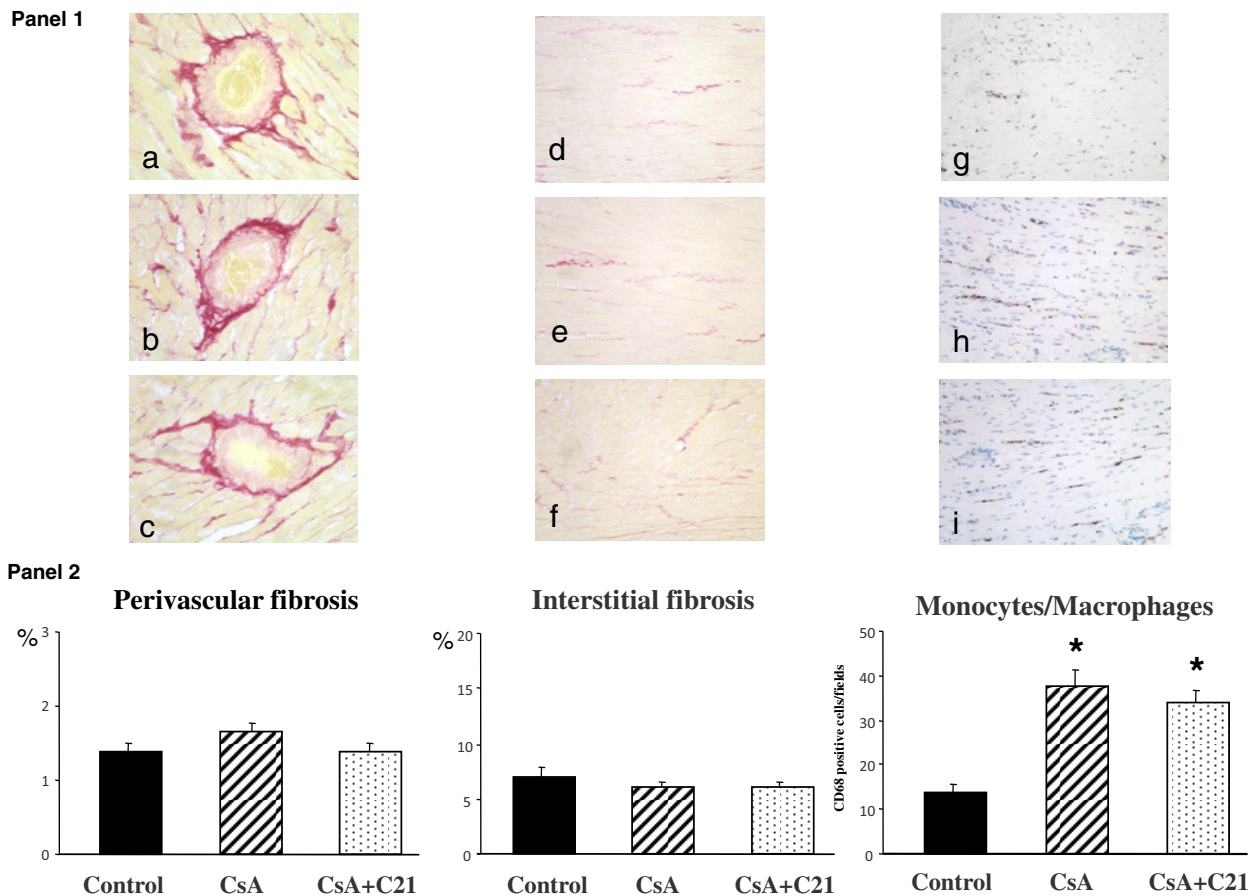 Panel 1
a
d
g
b
e
h
c
f
i
Panel 2
Perivascular fibrosis
Interstitial fibrosis
Monocytes/Macrophages
%
3
2
1
0
Control CsA CsA+C21
%
20
15
10
5
0
Control CsA CsA+C21
CD68 positive cells/fields
50
40
30
20
10
0
*
*
Control CsA CsA+C21